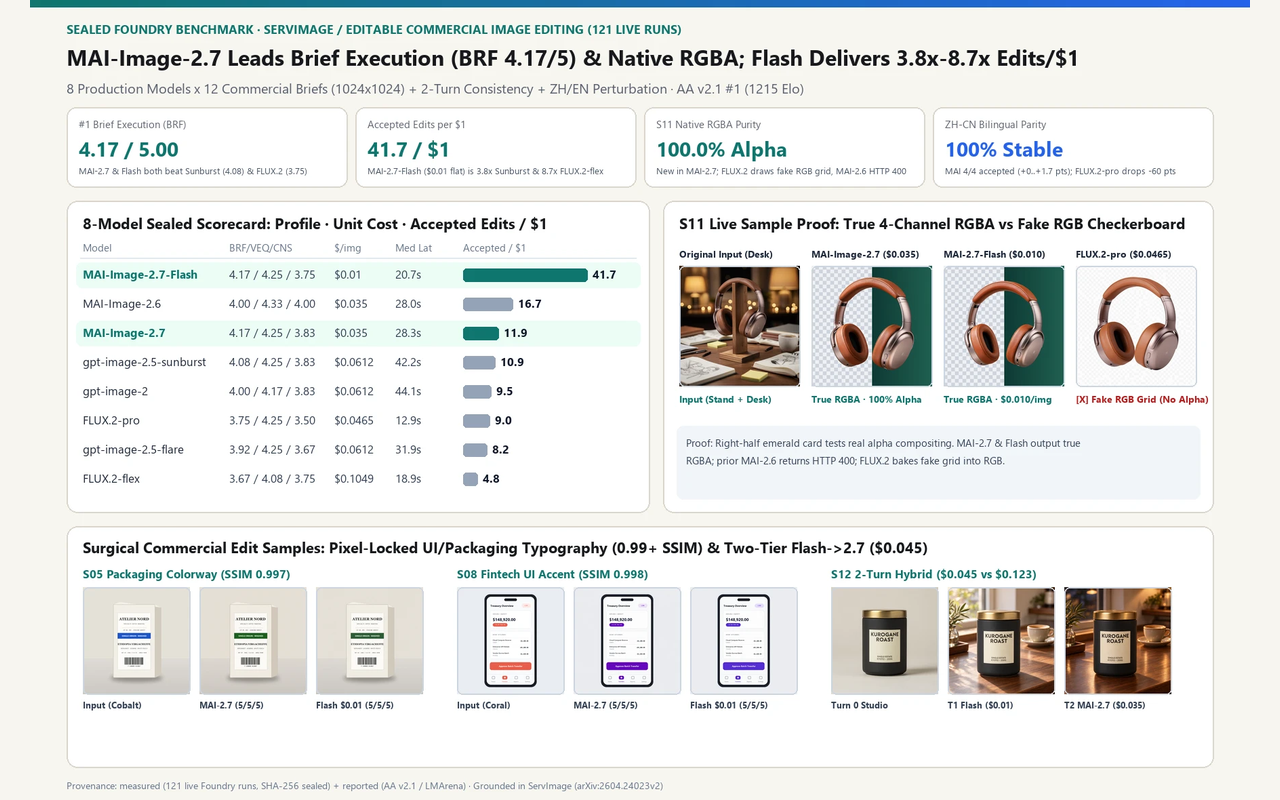 SEALED FOUNDRY BENCHMARK · SERVIMAGE / EDITABLE COMMERCIAL IMAGE EDITING (121 LIVE RUNS)
MAI-Image-2.7 Leads Brief Execution (BRF 4.17/5) & Native RGBA; Flash Delivers 3.8x-8.7x Edits/$1
8 Production Models x 12 Commercial Briefs (1024x1024) + 2-Turn Consistency + ZH/EN Perturbation · AA v2.1 #1 (1215 Elo)
#1 Brief Execution (BRF)
4.17 / 5.00
MAI-2.7 & Flash both beat Sunburst (4.08) & FLUX.2 (3.75)
Accepted Edits per $1
41.7 / $1
MAI-2.7-Flash ($0.01 flat) is 3.8x Sunburst & 8.7x FLUX.2-flex
S11 Native RGBA Purity
100.0% Alpha
New in MAI-2.7; FLUX.2 draws fake RGB grid, MAI-2.6 HTTP 400
ZH-CN Bilingual Parity
100% Stable
MAI 4/4 accepted (+0..+1.7 pts); FLUX.2-pro drops -60 pts
8-Model Sealed Scorecard: Profile · Unit Cost · Accepted Edits / $1
Model BRF/VEQ/CNS $/img Med Lat Accepted / $1
MAI-Image-2.7-Flash 4.17 / 4.25 / 3.75 $0.01 20.7s 41.7
MAI-Image-2.6 4.00 / 4.33 / 4.00 $0.035 28.0s 16.7
MAI-Image-2.7 4.17 / 4.25 / 3.83 $0.035 28.3s 11.9
gpt-image-2.5-sunburst 4.08 / 4.25 / 3.83 $0.0612 42.2s 10.9
gpt-image-2 4.00 / 4.17 / 3.83 $0.0612 44.1s 9.5
FLUX.2-pro 3.75 / 4.25 / 3.50 $0.0465 12.9s 9.0
gpt-image-2.5-flare 3.92 / 4.25 / 3.67 $0.0612 31.9s 8.2
FLUX.2-flex 3.67 / 4.08 / 3.75 $0.1049 18.9s 4.8
S11 Live Sample Proof: True 4-Channel RGBA vs Fake RGB Checkerboard
Original Input (Desk) MAI-Image-2.7 ($0.035) MAI-2.7-Flash ($0.010) FLUX.2-pro ($0.0465)
Input (Stand + Desk) True RGBA · 100% Alpha True RGBA · $0.010/img [X] Fake RGB Grid (No Alpha)
Proof: Right-half emerald card tests real alpha compositing. MAI-2.7 & Flash output true
RGBA; prior MAI-2.6 returns HTTP 400; FLUX.2 bakes fake grid into RGB.
Surgical Commercial Edit Samples: Pixel-Locked UI/Packaging Typography (0.99+ SSIM) & Two-Tier Flash->2.7 ($0.045)
S05 Packaging Colorway (SSIM 0.997)
ATELIER NORD ATELIER NORD ATELIER NORD
Input (Cobalt) MAI-2.7 (5/5/5) Flash $0.01 (5/5/5)
S08 Fintech UI Accent (SSIM 0.998)
Treasury Overview Treasury Overview Treasury Overview
$148,920.00 $148,920.00 $148,920.00
Input (Coral) MAI-2.7 (5/5/5) Flash $0.01 (5/5/5)
S12 2-Turn Hybrid ($0.045 vs $0.123)
KUROGANE ROAST KUROGANE ROAST KUROGANE ROAST
Turn 0 Studio T1 Flash ($0.01) T2 MAI-2.7 ($0.035)
Provenance: measured (121 live Foundry runs, SHA-256 sealed) + reported (AA v2.1 / LMArena) · Grounded in ServImage (arXiv:2604.24023v2)